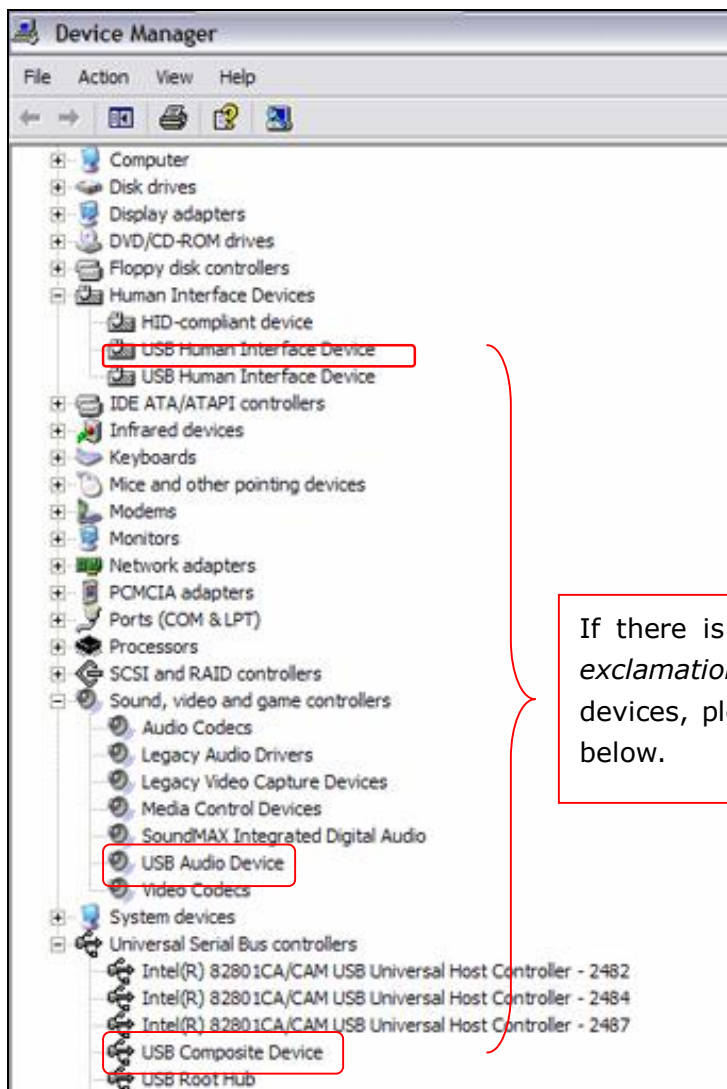 Device Manager
File Action View Help
Computer
Disk drives
Display adapters
DVD/CD-ROM drives
Floppy disk controllers
Human Interface Devices
HID-compliant device
USB Human Interface Device
USB Human Interface Device
IDE ATA/ATAPI controllers
Infrared devices
Keyboards
Mice and other pointing devices
Modems
Monitors
Network adapters
PCMCIA adapters
Ports (COM & LPT)
Processors
SCSI and RAID controllers
Sound, video and game controllers
Audio Codecs
Legacy Audio Drivers
Legacy Video Capture Devices
Media Control Devices
SoundMAX Integrated Digital Audio
USB Audio Device
Video Codecs
System devices
Universal Serial Bus controllers
Intel(R) 82801CA/CAM USB Universal Host Controller - 2482
Intel(R) 82801CA/CAM USB Universal Host Controller - 2484
Intel(R) 82801CA/CAM USB Universal Host Controller - 2487
USB Composite Device
USB Root Hub
If there is
devices,
below.